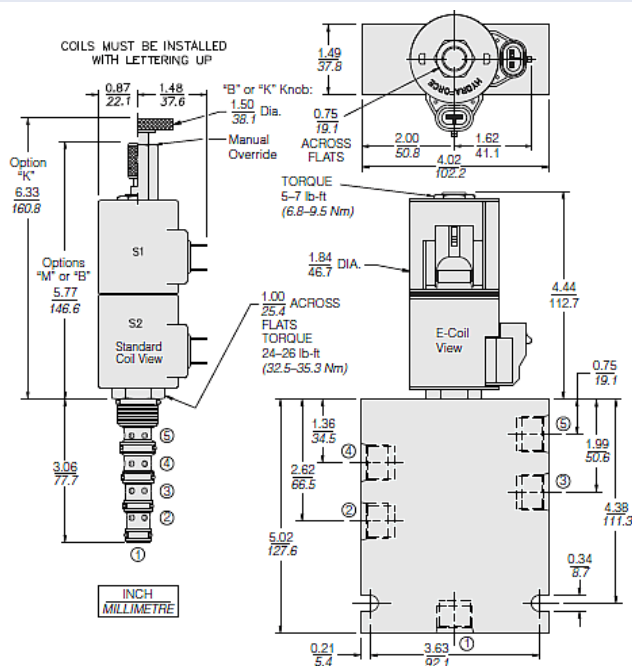 COILS MUST BE INSTALLED
WITH LETTERING UP
0.87
22.1
1.48
37.6
"B" or "K" Knob:
1.50 Dia.
38.1
Manual
Override
Option
"K"
6.33
160.8
Options
"M" or "B"
5.77
146.6
S1
S2
Standard
Coil View
1.00 ACROSS
25.4 FLATS
TORQUE
24–26 lb-ft
(32.5–35.3 Nm)
3.06
77.7
⑤
④
③
②
①
INCH
MILLIMETRE
1.49
37.8
HYDRAFORCE
0.75
19.1
ACROSS
FLATS
2.00
50.8
1.62
41.1
4.02
102.2
TORQUE
5–7 lb-ft
(6.8–9.5 Nm)
1.84 DIA.
46.7
E-Coil
View
4.44
112.7
0.75
19.1
1.36
34.5
2.62
66.5
5.02
127.6
④
②
⑤
③
1.99
50.6
4.38
111.3
0.34
8.7
①
0.21
5.4
3.63
92.1